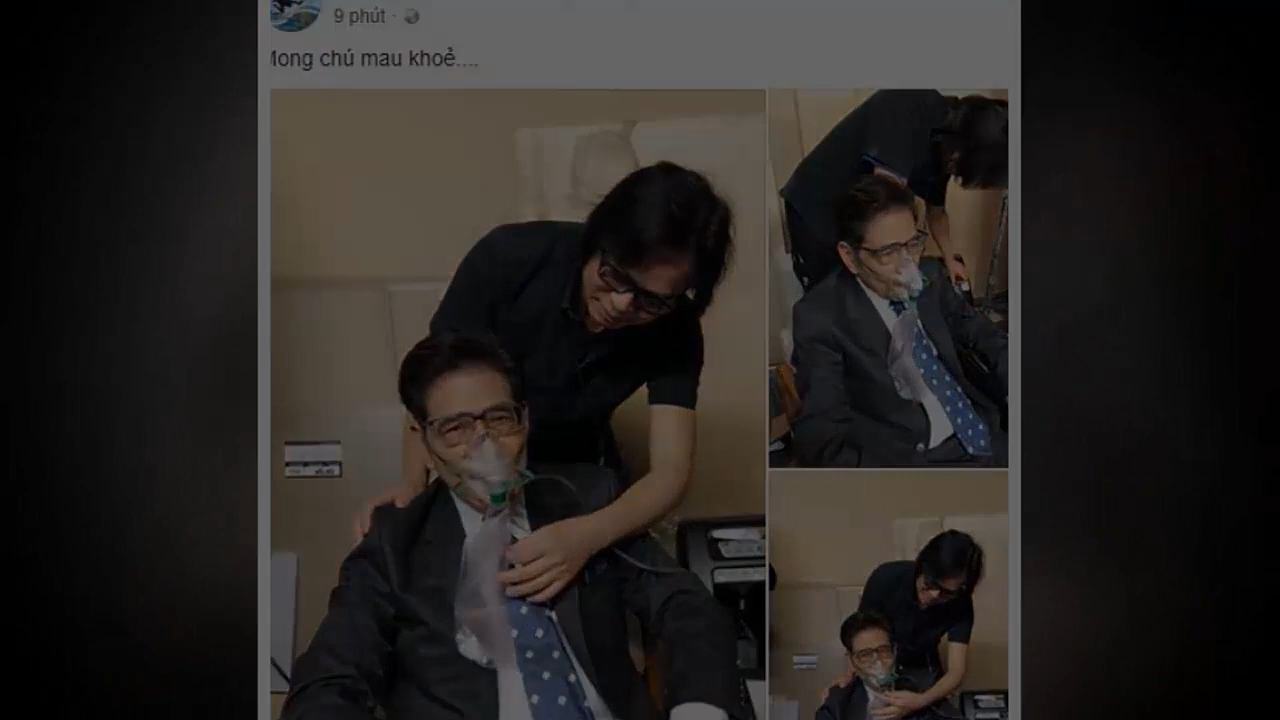 9 phút ·
Mong chú mau khoẻ....